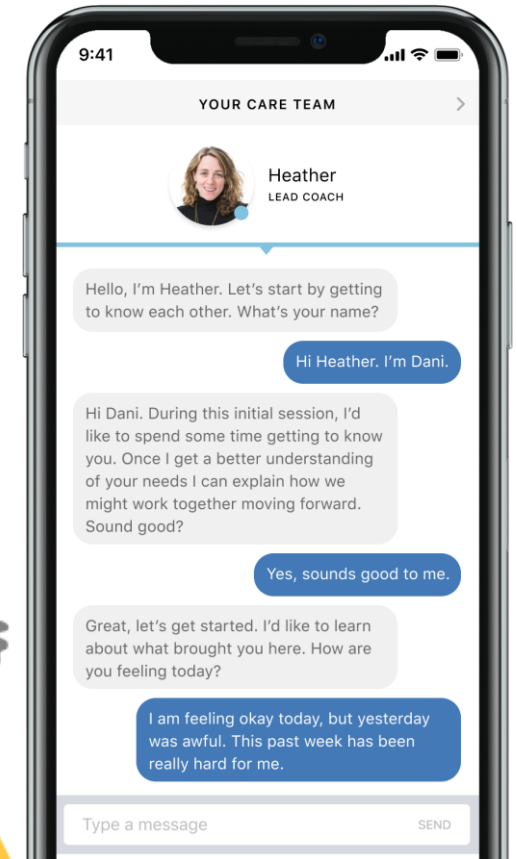 9:41
YOUR CARE TEAM
Heather
LEAD COACH
Hello, I’m Heather. Let’s start by getting
to know each other. What’s your name?
Hi Heather. I’m Dani.
Hi Dani. During this initial session, I’d
like to spend some time getting to know
you. Once I get a better understanding
of your needs I can explain how we
might work together moving forward.
Sound good?
Yes, sounds good to me.
Great, let’s get started. I’d like to learn
about what brought you here. How are
you feeling today?
I am feeling okay today, but yesterday
was awful. This past week has been
really hard for me.
Type a message
SEND